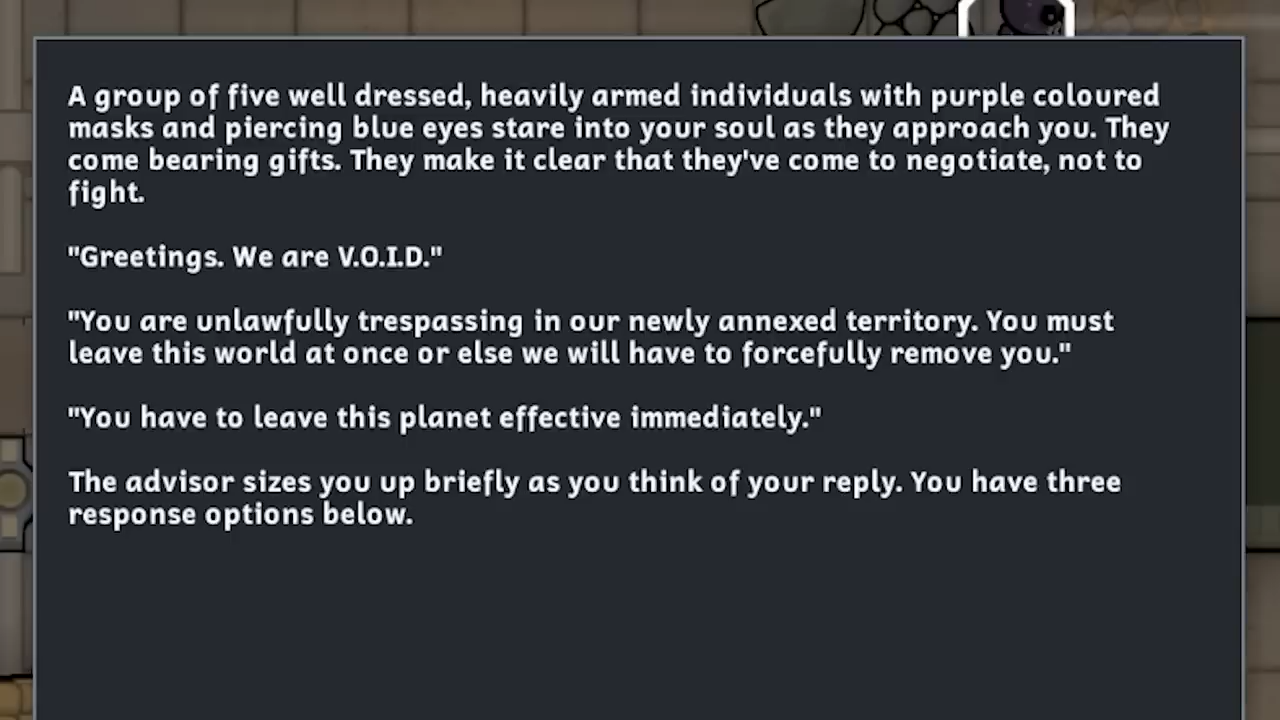 A group of five well dressed, heavily armed individuals with purple coloured
masks and piercing blue eyes stare into your soul as they approach you. They
come bearing gifts. They make it clear that they've come to negotiate, not to
fight.
"Greetings. We are V.O.I.D."
"You are unlawfully trespassing in our newly annexed territory. You must
leave this world at once or else we will have to forcefully remove you."
"You have to leave this planet effective immediately."
The advisor sizes you up briefly as you think of your reply. You have three
response options below.